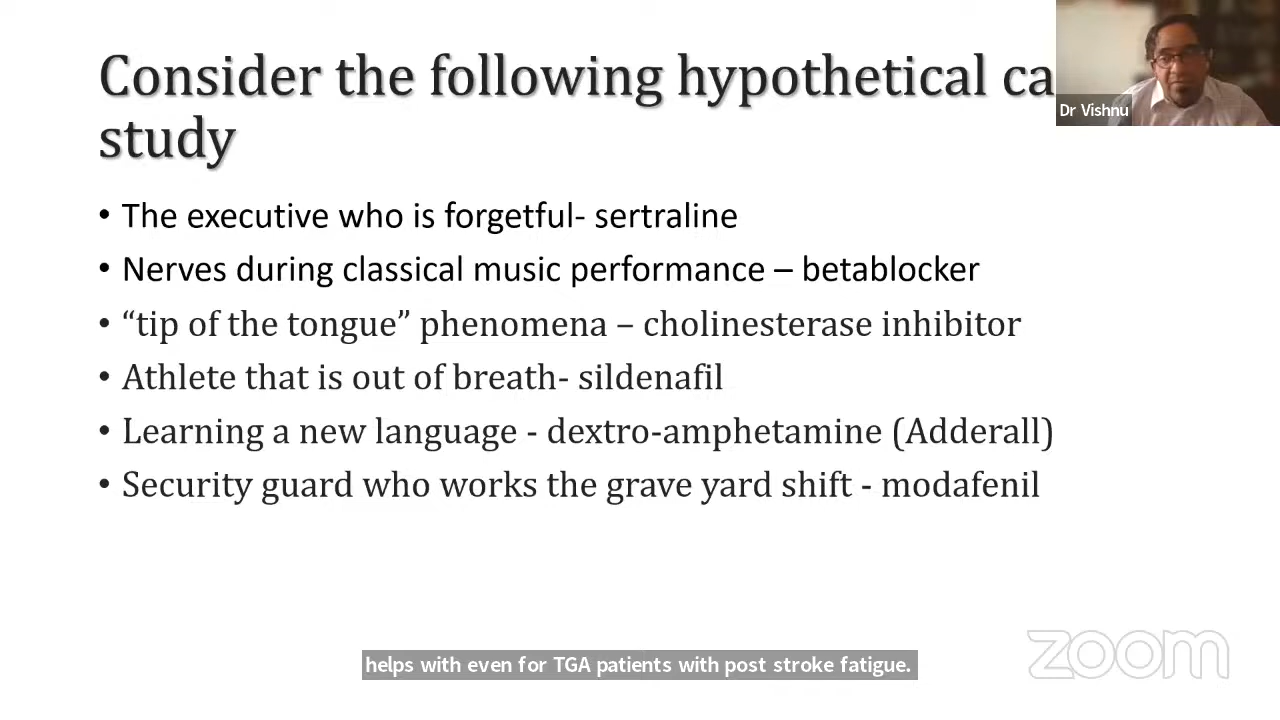 Consider the following hypothetical ca
study
Dr Vishnu
• The executive who is forgetful- sertraline
• Nerves during classical music performance – betablocker
• “tip of the tongue” phenomena – cholinesterase inhibitor
• Athlete that is out of breath- sildenafil
• Learning a new language - dextro-amphetamine (Adderall)
• Security guard who works the grave yard shift - modafenil
helps with even for TGA patients with post stroke fatigue.
zoom